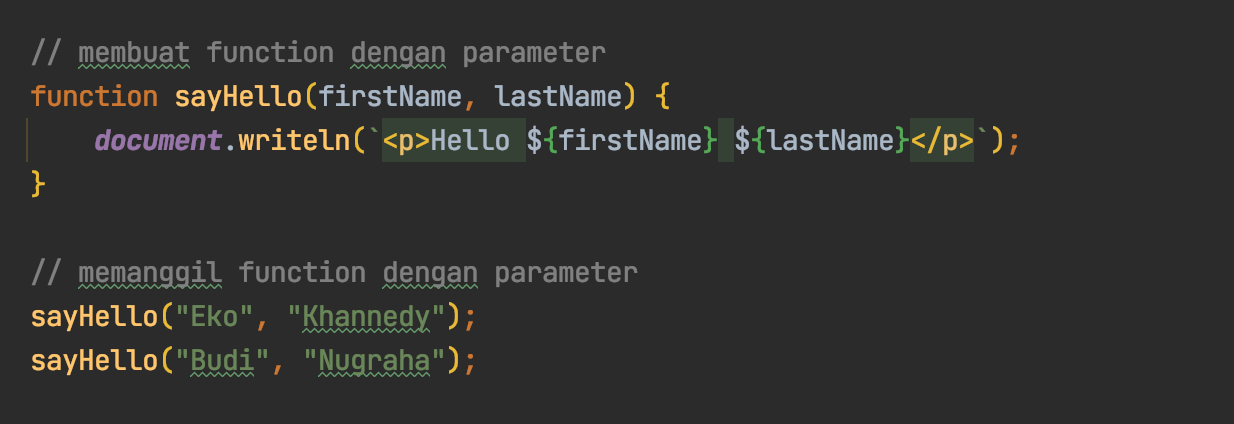 // membuat function dengan parameter
function sayHello(firstName, lastName) {
    document.writeln(`<p>Hello ${firstName} ${lastName}</p>`);
}
// memanggil function dengan parameter
sayHello("Eko", "Khannedy");
sayHello("Budi", "Nugraha");